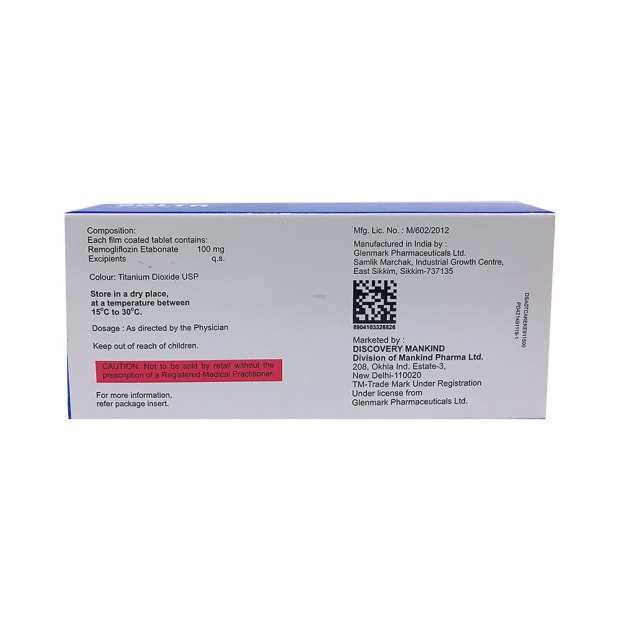 Composition:
Each film coated tablet contains:
Remogliflozin Etabonate 100 mg
Excipients q.s.
Colour: Titanium Dioxide USP
Store in a dry place,
at a temperature between
15°C to 30°C.
Dosage : As directed by the Physician
Keep out of reach of children.
CAUTION: Not to be sold by retail without the
prescription of a Registered Medical Practitioner.
For more information,
refer package insert.
Mfg. Lic. No. : M/602/2012
Manufactured in India by :
Glenmark Pharmaceuticals Ltd.
Samlik Marchak, Industrial Growth Centre,
East Sikkim, Sikkim-737135
8904103326826
Marketed by :
DISCOVERY MANKIND
Division of Mankind Pharma Ltd.
208, Okhla Ind. Estate-3,
New Delhi-110020
TM-Trade Mark Under Registration
Under license from
Glenmark Pharmaceuticals Ltd.